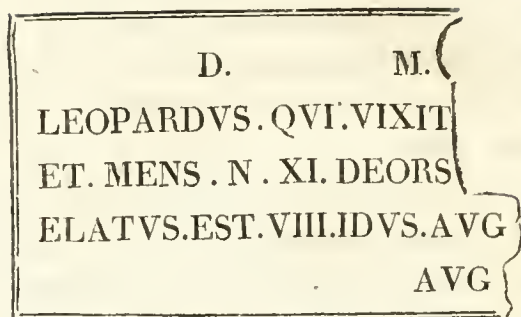 D. M.
LEOPARDVS. QVI. VIXIT
ET. MENS. N. XI. DEORS
ELATVS. EST. VIII. IDVS. AVG
AVG